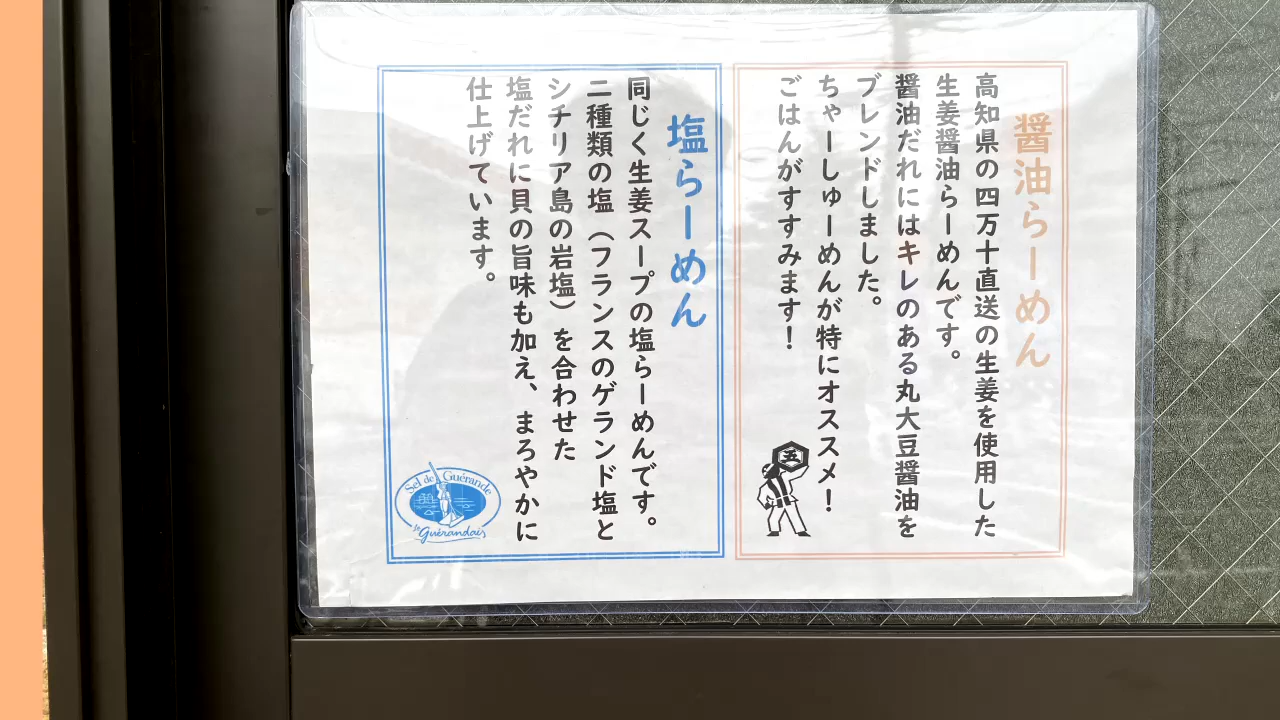 醤油らーめん
高知県の四万十直送の生姜を使用した
生姜醤油らーめんです。
醤油だれにはキレのある丸大豆醤油を
ブレンドしました。
ちゃーしゅーめんが特にオススメ！
ごはんがすすみます！
五
塩らーめん
同じく生姜スープの塩らーめんです。
二種類の塩（フランスのゲランド塩と
シチリア島の岩塩）を合わせた
塩だれに貝の旨味も加え、まろやかに
仕上げています。
Sel de Guérande
le Guérandais